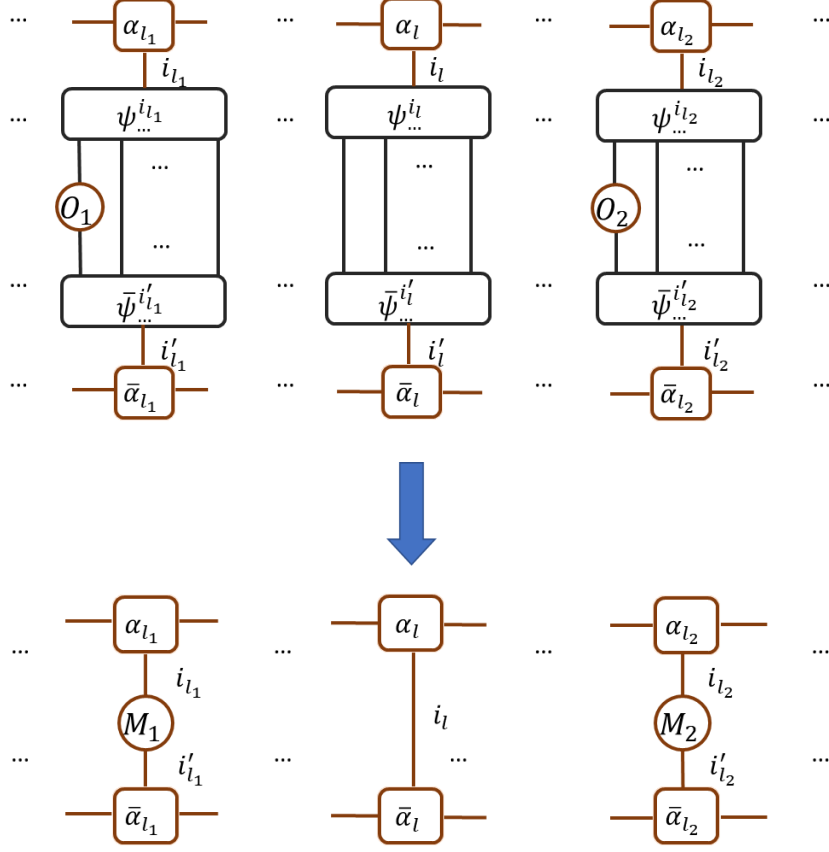 ... α_{l_1} ... α_l ... α_{l_2} ...
i_{l_1} i_l i_{l_2}
... ψ^{i_{l_1}}_{...} ... ψ^{i_l}_{...} ... ψ^{i_{l_2}}_{...} ...
... ... ...
O_1 O_2
... ... ...
... ψ̄^{i'_{l_1}}_{...} ... ψ̄^{i'_l}_{...} ... ψ̄^{i'_{l_2}}_{...} ...
i'_{l_1} i'_l i'_{l_2}
... ᾱ_{l_1} ... ᾱ_l ... ᾱ_{l_2} ...
α_{l_1} α_l α_{l_2}
... ... ... ...
i_{l_1} i_{l_2}
M_1 i_l M_2
... i'_{l_1} ... ... ... i'_{l_2} ...
ᾱ_{l_1} ᾱ_l ᾱ_{l_2}